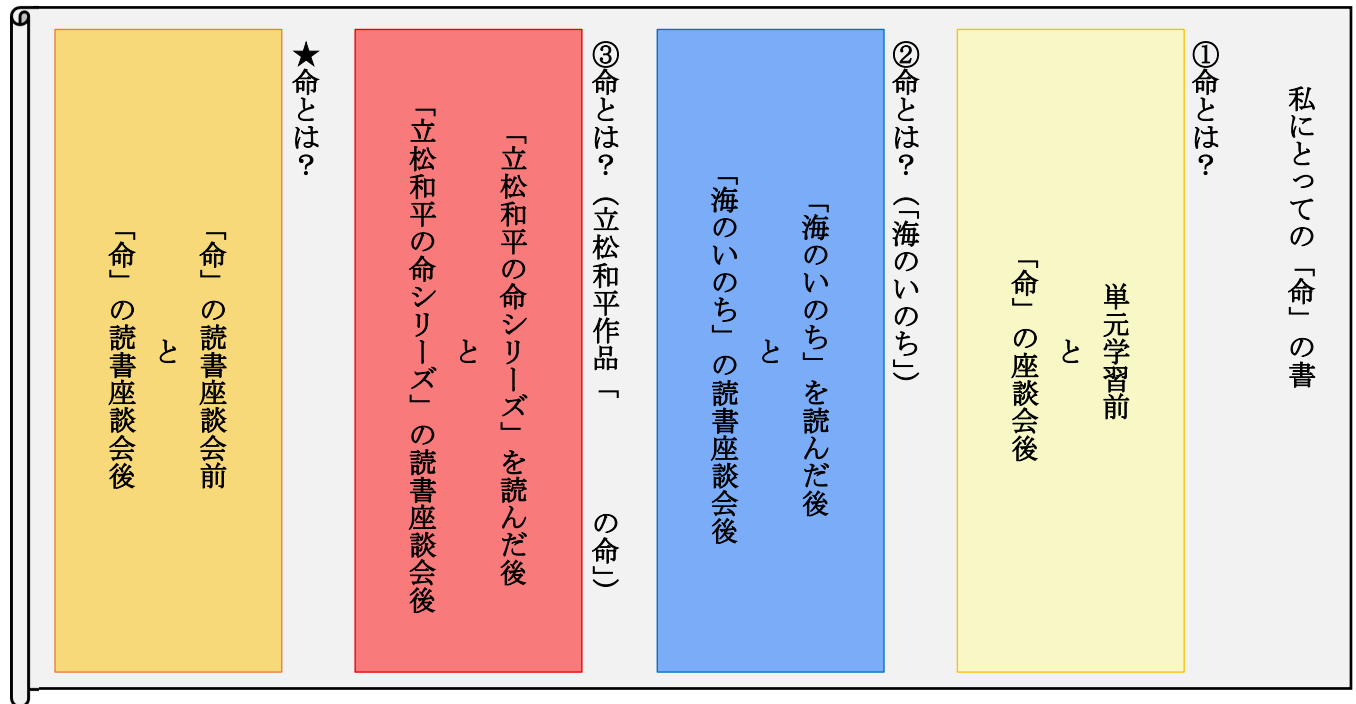 私にとっての「命」の書
①命とは？
単元学習前
と
「命」の座談会後
②命とは？（「海のいのち」）
「海のいのち」を読んだ後
と
「海のいのち」の読書座談会後
③命とは？（立松和平作品「　　　の命」）
「立松和平の命シリーズ」を読んだ後
と
「立松和平の命シリーズ」の読書座談会後
★命とは？
「命」の読書座談会前
と
「命」の読書座談会後